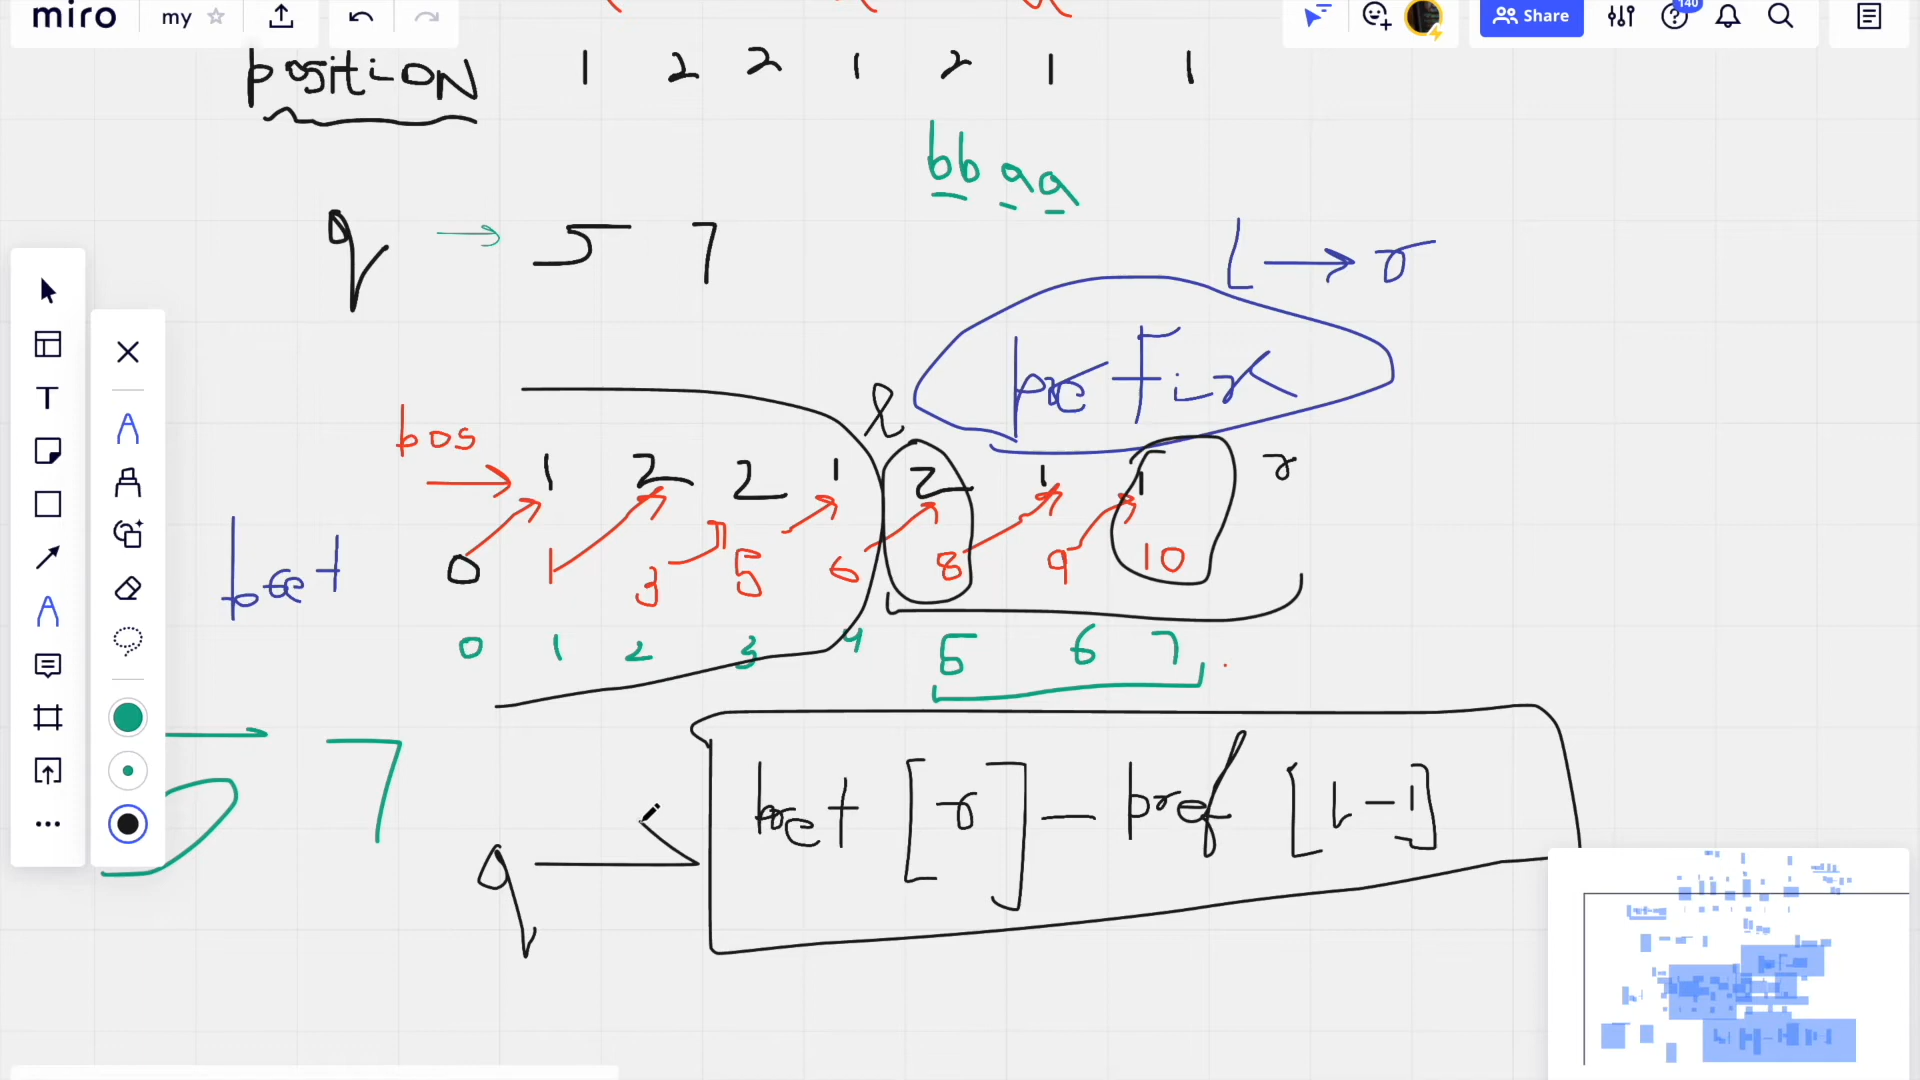 miro my Share 140
position 1 2 2 1 2 1 1
bb aa
q → 5 7
l → r
prefix
l
pos → 1 2 2 1 2 1 1 r
pref 0 1 3 5 6 8 9 10
0 1 2 3 4 5 6 7
7
q pref [r] — pref [l-1]
T